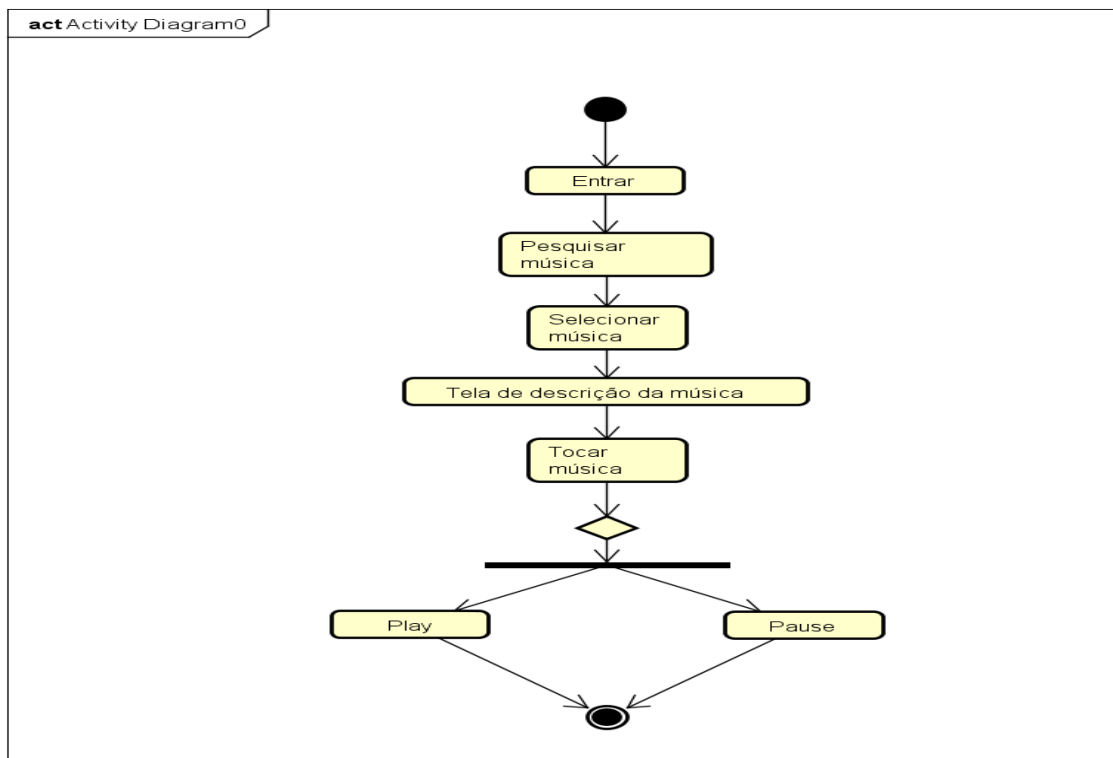 act Activity Diagram0
Entrar
Pesquisar
música
Selecionar
música
Tela de descrição da música
Tocar
música
Play
Pause